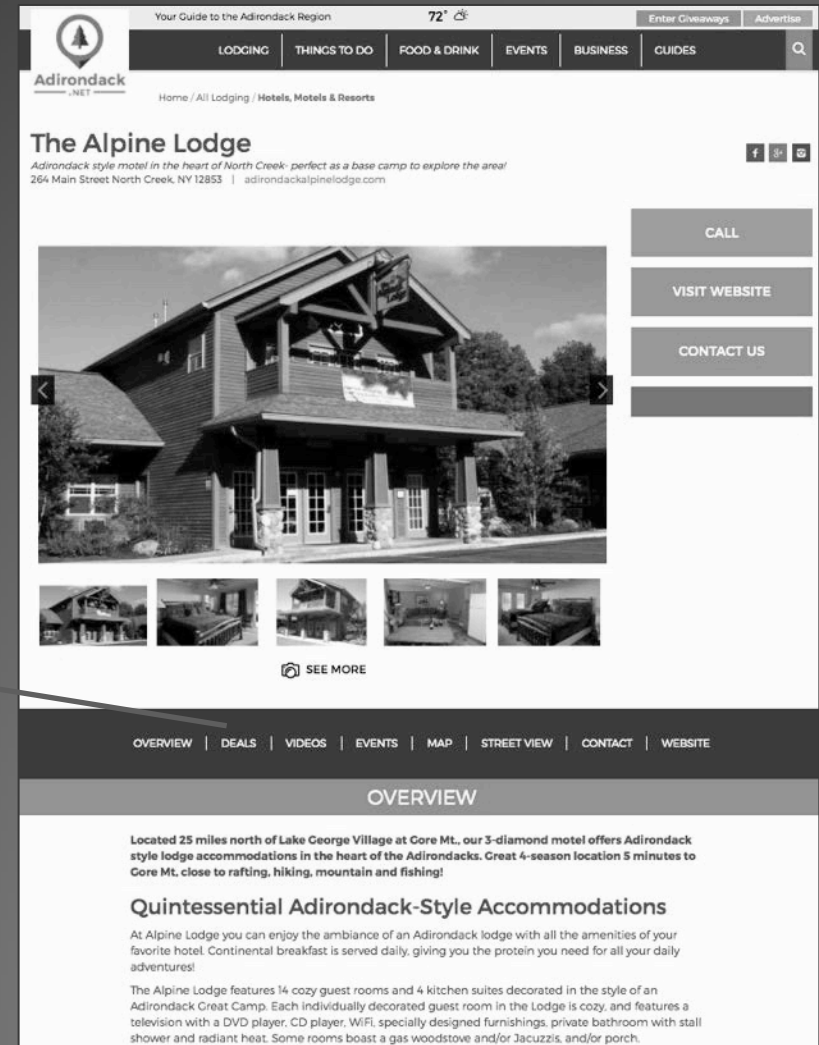 Your Guide to the Adirondack Region
72°
Enter Giveaways
Advertise
Adirondack
.NET
LODGING
THINGS TO DO
FOOD & DRINK
EVENTS
BUSINESS
GUIDES
Home / All Lodging / Hotels, Motels & Resorts
The Alpine Lodge
Adirondack style motel in the heart of North Creek- perfect as a base camp to explore the area!
264 Main Street North Creek, NY 12853 | adirondackalpinelodge.com
CALL
VISIT WEBSITE
CONTACT US
SEE MORE
OVERVIEW | DEALS | VIDEOS | EVENTS | MAP | STREET VIEW | CONTACT | WEBSITE
OVERVIEW
Located 25 miles north of Lake George Village at Gore Mt., our 3-diamond motel offers Adirondack
style lodge accommodations in the heart of the Adirondacks. Great 4-season location 5 minutes to
Gore Mt, close to rafting, hiking, mountain and fishing!
Quintessential Adirondack-Style Accommodations
At Alpine Lodge you can enjoy the ambiance of an Adirondack lodge with all the amenities of your
favorite hotel. Continental breakfast is served daily, giving you the protein you need for all your daily
adventures!
The Alpine Lodge features 14 cozy guest rooms and 4 kitchen suites decorated in the style of an
Adirondack Great Camp. Each individually decorated guest room in the Lodge is cozy, and features a
television with a DVD player, CD player, WiFi, specially designed furnishings, private bathroom with stall
shower and radiant heat. Some rooms boast a gas woodstove and/or Jacuzzis, and/or porch.